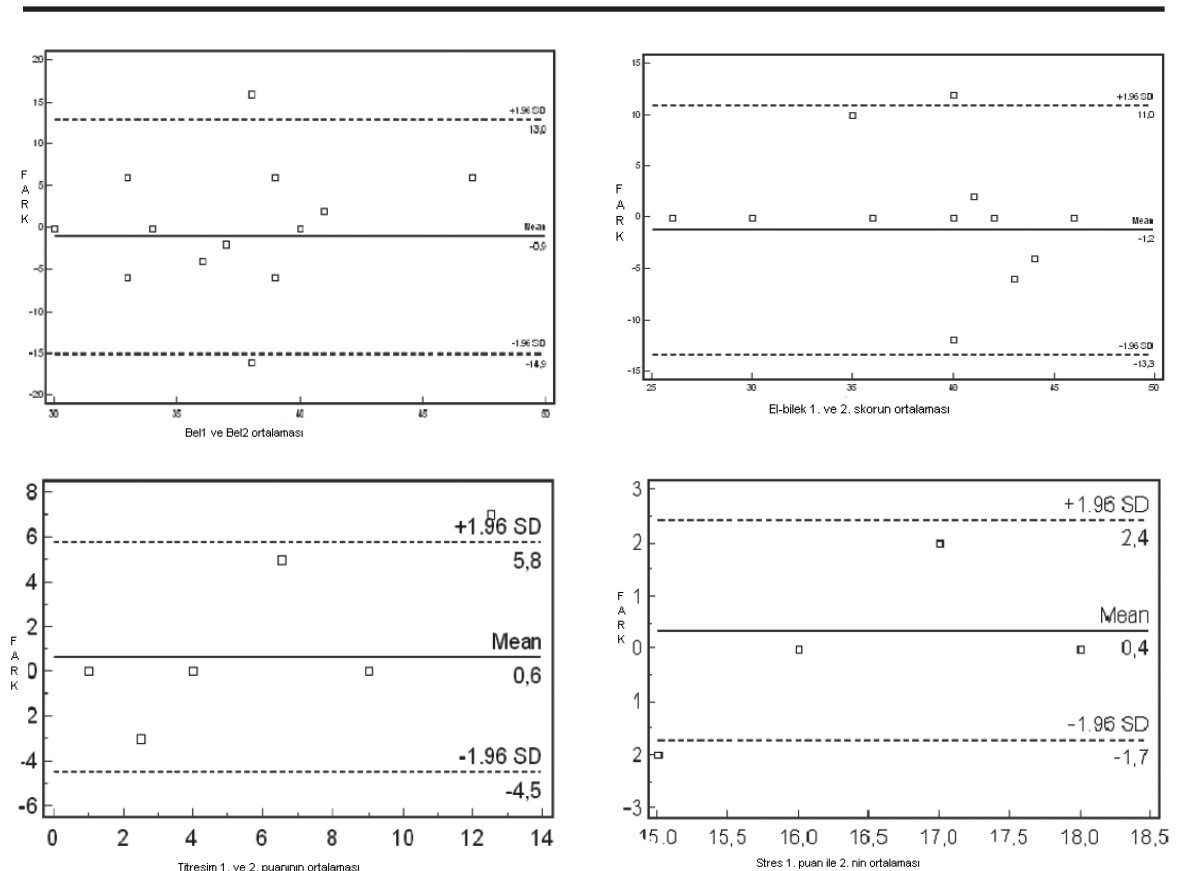 20
15
10
5
0
-5
-10
-15
-20
FARK
+1.96 SD
13,0
Mean
-0,9
-1.96 SD
-14,9
30 35 40 45 50
Bel1 ve Bel2 ortalaması
15
10
5
0
-5
-10
-15
FARK
+1.96 SD
11,0
Mean
-1,2
-1.96 SD
-13,3
25 30 35 40 45 50
El-bilek 1. ve 2. skorun ortalaması
8
6
4
2
0
2
-4
-6
FARK
+1.96 SD
5,8
Mean
0,6
-1.96 SD
-4,5
0 2 4 6 8 10 12 14
Titreşim 1. ve 2. puanının ortalaması
3
2
1
0
1
2
-3
FARK
+1.96 SD
2,4
Mean
0,4
-1.96 SD
-1,7
15.0 15,5 16,0 16,5 17,0 17,5 18,0 18,5
Stres 1. puan ile 2. nin ortalaması